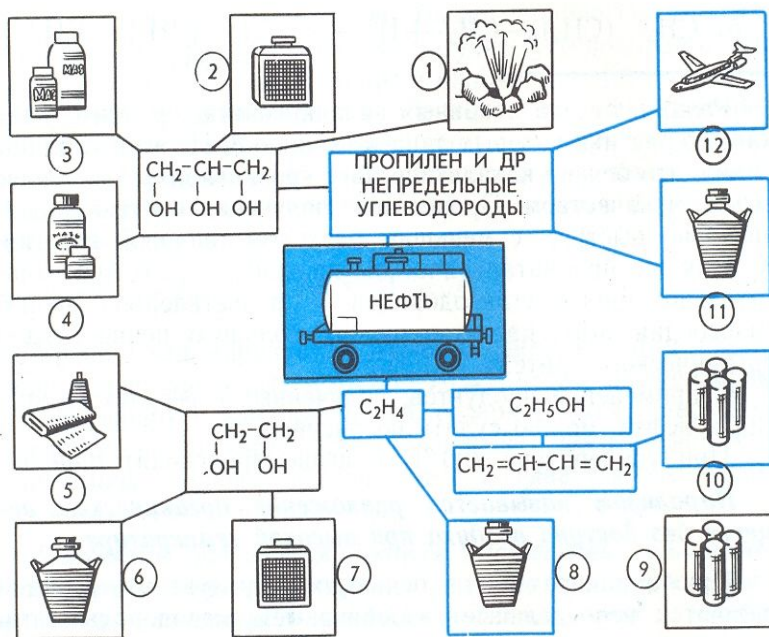 2
1
3
12
CH₂–CH–CH₂
OH OH OH
ПРОПИЛЕН И ДР
НЕПРЕДЕЛЬНЫЕ
УГЛЕВОДОРОДЫ
МАЗЬ
4
11
НЕФТЬ
C₂H₄
C₂H₅OH
CH₂–CH₂
OH OH
CH₂=CH–CH=CH₂
5
10
6
7
8
9